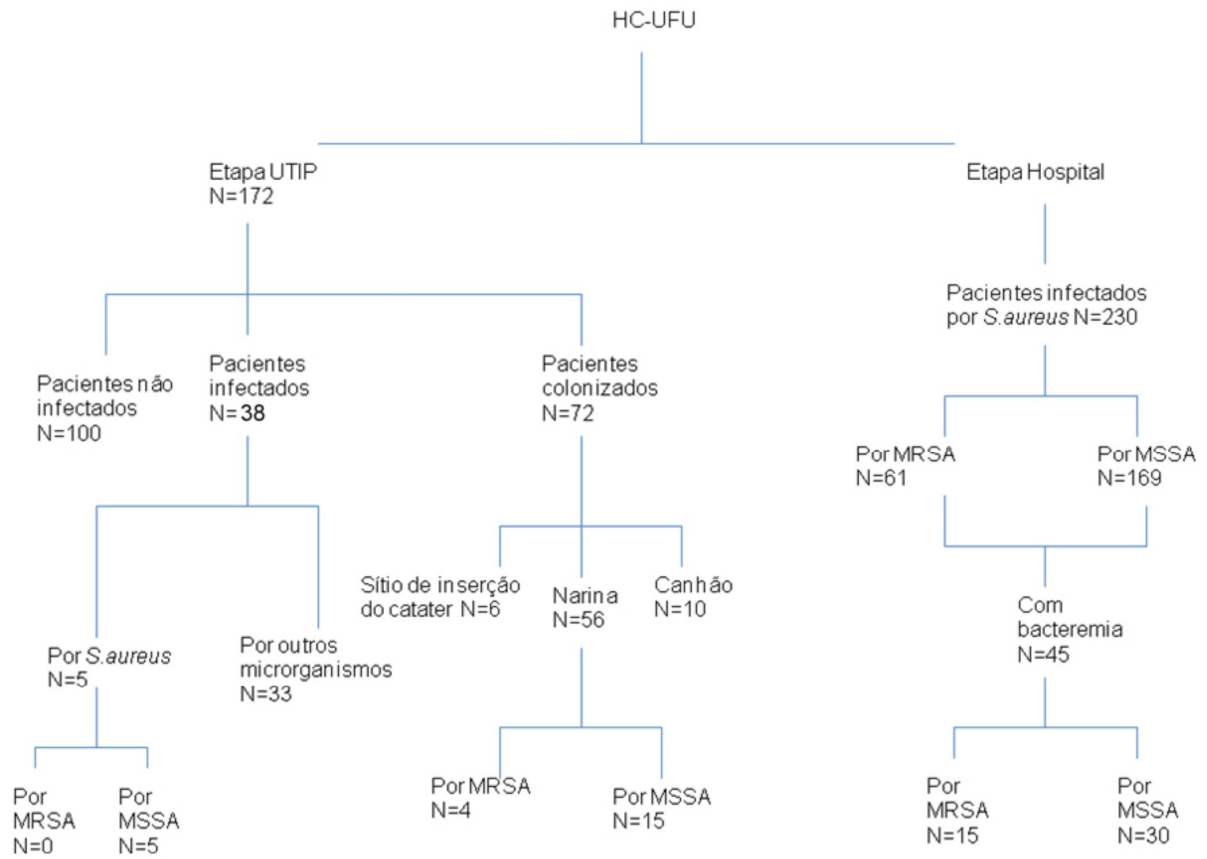 HC-UFU
Etapa UTIP
N=172
Etapa Hospital
Pacientes não
infectados
N=100
Pacientes
infectados
N=38
Pacientes
colonizados
N=72
Pacientes infectados
por S.aureus N=230
Por MRSA
N=61
Por MSSA
N=169
Por S.aureus
N=5
Por outros
microrganismos
N=33
Sítio de inserção
do catater N=6
Narina
N=56
Canhão
N=10
Com
bacteremia
N=45
Por
MRSA
N=0
Por
MSSA
N=5
Por MRSA
N=4
Por MSSA
N=15
Por
MRSA
N=15
Por
MSSA
N=30